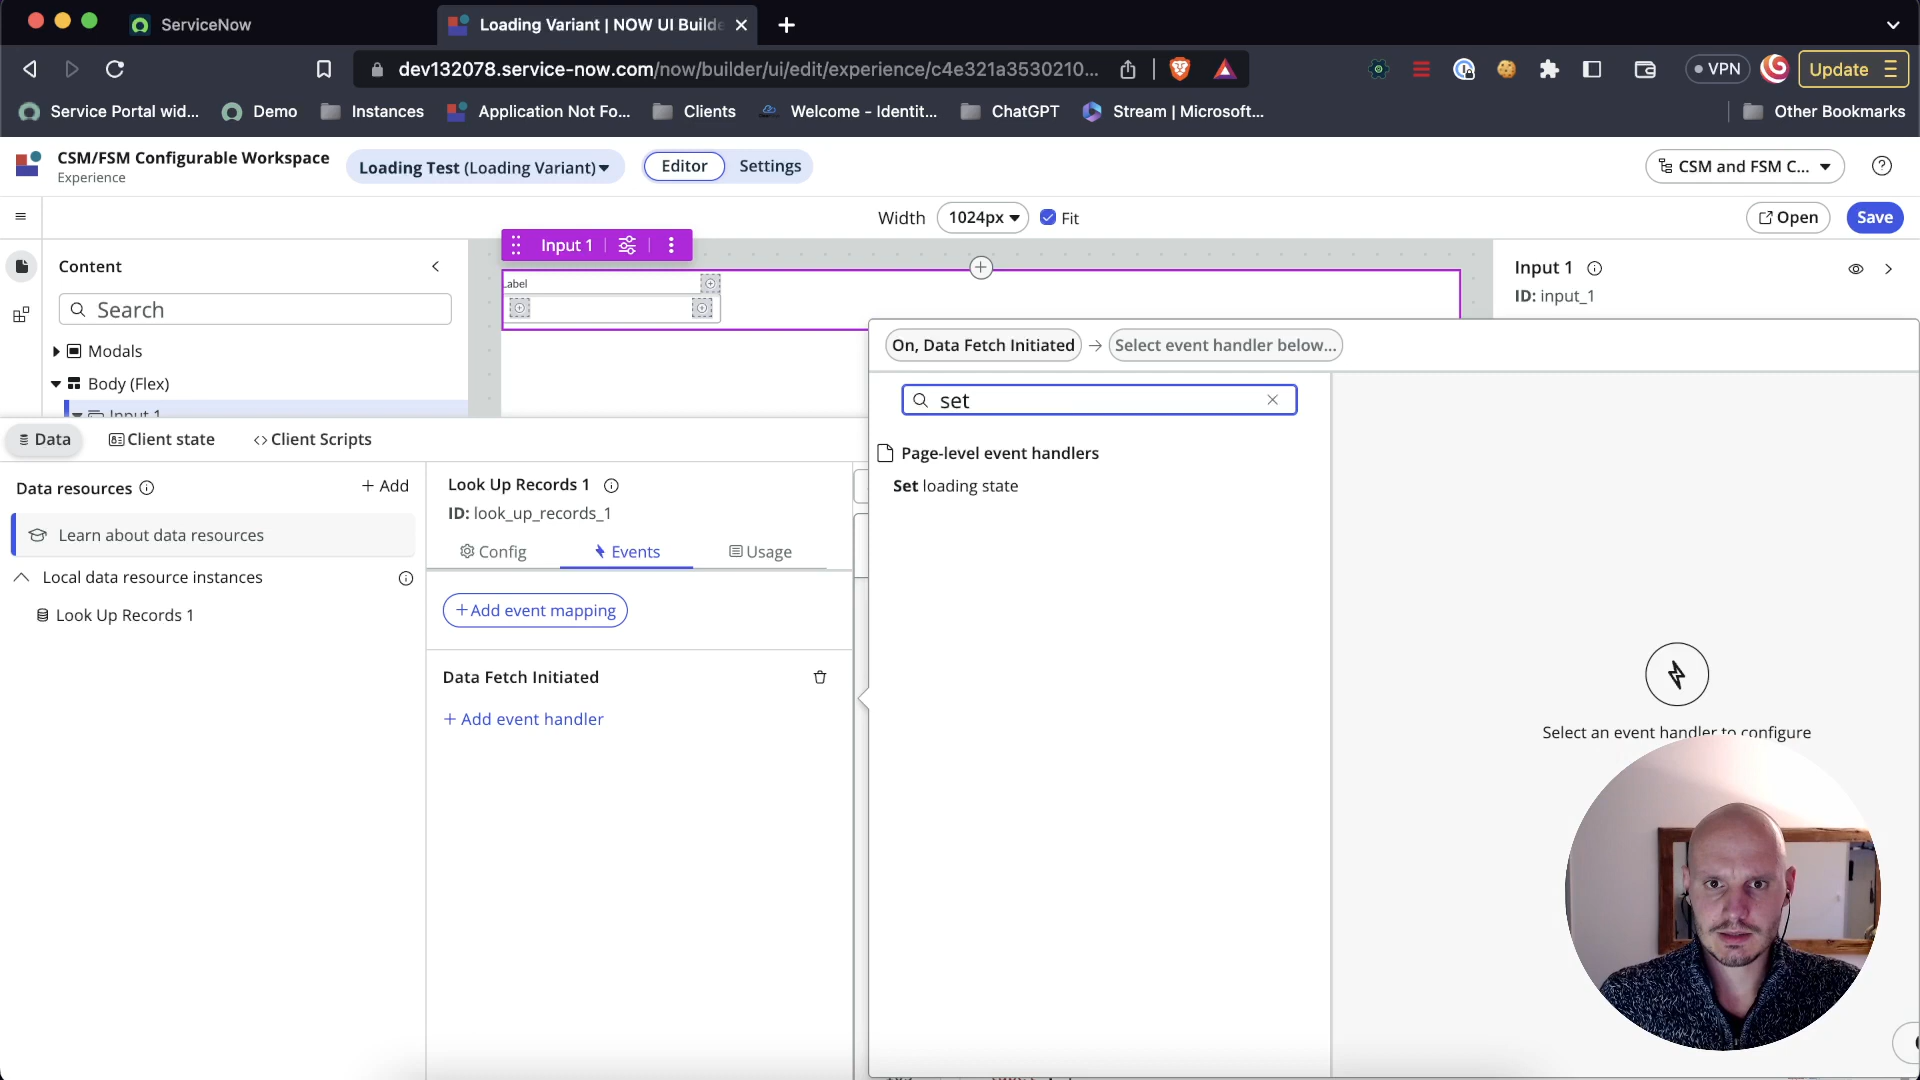 ServiceNow
Loading Variant | NOW UI Builde
dev132078.service-now.com/now/builder/ui/edit/experience/c4e321a3530210...
VPN
Update
Service Portal wid...
Demo
Instances
Application Not Fo...
Clients
Welcome - Identit...
ChatGPT
Stream | Microsoft...
Other Bookmarks
CSM/FSM Configurable Workspace
Experience
Loading Test (Loading Variant)
Editor
Settings
CSM and FSM C...
Width
1024px
Fit
Open
Save
Content
Search
Modals
Body (Flex)
Input 1
Input 1
Label
Input 1
ID: input_1
Data
Client state
Client Scripts
Data resources
+ Add
Learn about data resources
Local data resource instances
Look Up Records 1
Look Up Records 1
ID: look_up_records_1
Config
Events
Usage
+ Add event mapping
Data Fetch Initiated
+ Add event handler
On, Data Fetch Initiated
Select event handler below...
set
Page-level event handlers
Set loading state
Select an event handler to configure